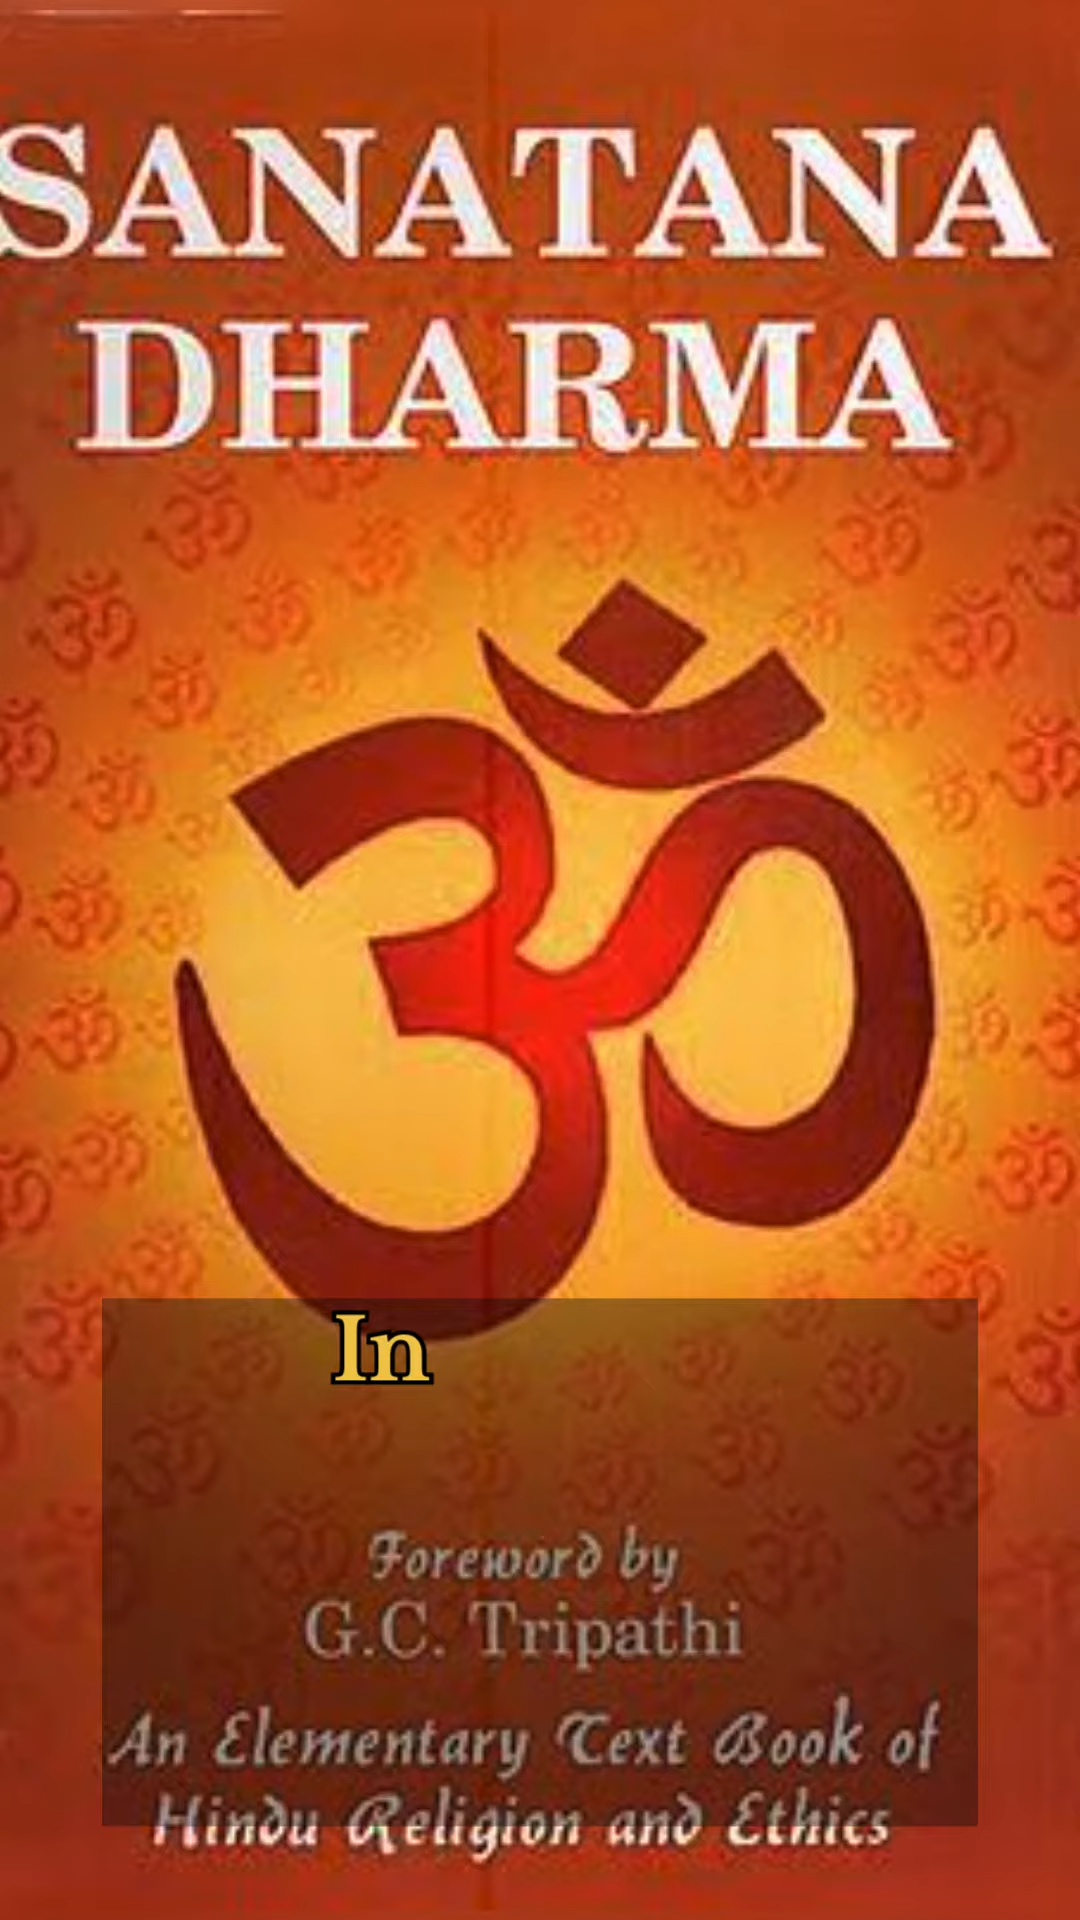 SANATANA
DHARMA
ॐ
In
Foreword by
G.C. Tripathi
An Elementary Text Book of
Hindu Religion and Ethics